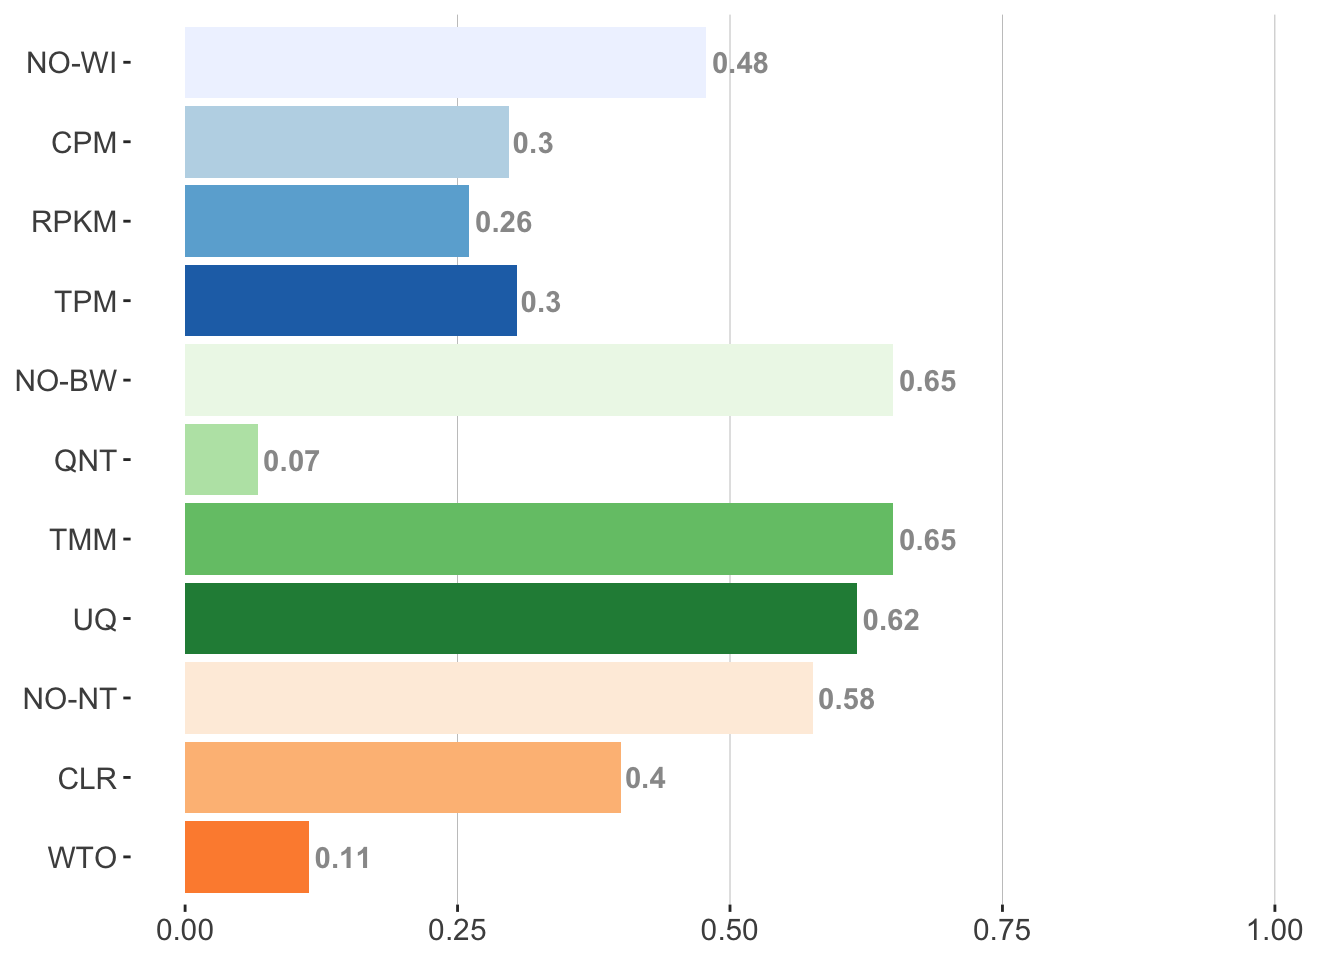 NO-WI 0.48
CPM 0.3
RPKM 0.26
TPM 0.3
NO-BW 0.65
QNT 0.07
TMM 0.65
UQ 0.62
NO-NT 0.58
CLR 0.4
WTO 0.11
0.00 0.25 0.50 0.75 1.00